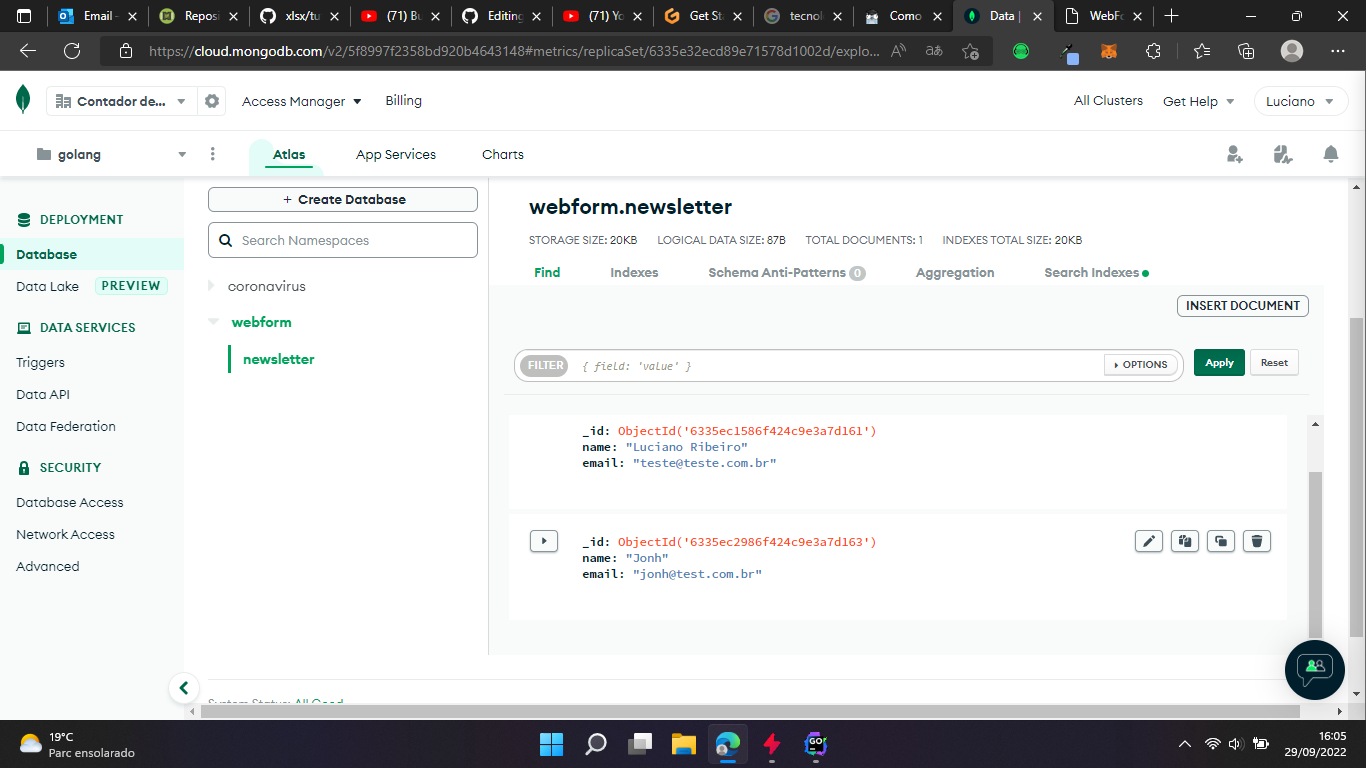 Email -
Reposi
xlsx/tu
(71) Bu
Editing
(71) Yo
Get Sta
tecnol
Como
Data |
WebFo
https://cloud.mongodb.com/v2/5f8997f2358bd920b4643148#metrics/replicaSet/6335e32ecd89e71578d1002d/explo...
Contador de...
Access Manager
Billing
All Clusters
Get Help
Luciano
golang
Atlas
App Services
Charts
DEPLOYMENT
Database
Data Lake
PREVIEW
DATA SERVICES
Triggers
Data API
Data Federation
SECURITY
Database Access
Network Access
Advanced
+ Create Database
Search Namespaces
coronavirus
webform
newsletter
webform.newsletter
STORAGE SIZE: 20KB LOGICAL DATA SIZE: 87B TOTAL DOCUMENTS: 1 INDEXES TOTAL SIZE: 20KB
Find
Indexes
Schema Anti-Patterns 0
Aggregation
Search Indexes
INSERT DOCUMENT
FILTER
{ field: 'value' }
OPTIONS
Apply
Reset
_id: ObjectId('6335ec1586f424c9e3a7d161')
name: "Luciano Ribeiro"
email: "teste@teste.com.br"
_id: ObjectId('6335ec2986f424c9e3a7d163')
name: "Jonh"
email: "jonh@test.com.br"
System Status: All Good
19°C
Parc ensolarado
GO
16:05
29/09/2022